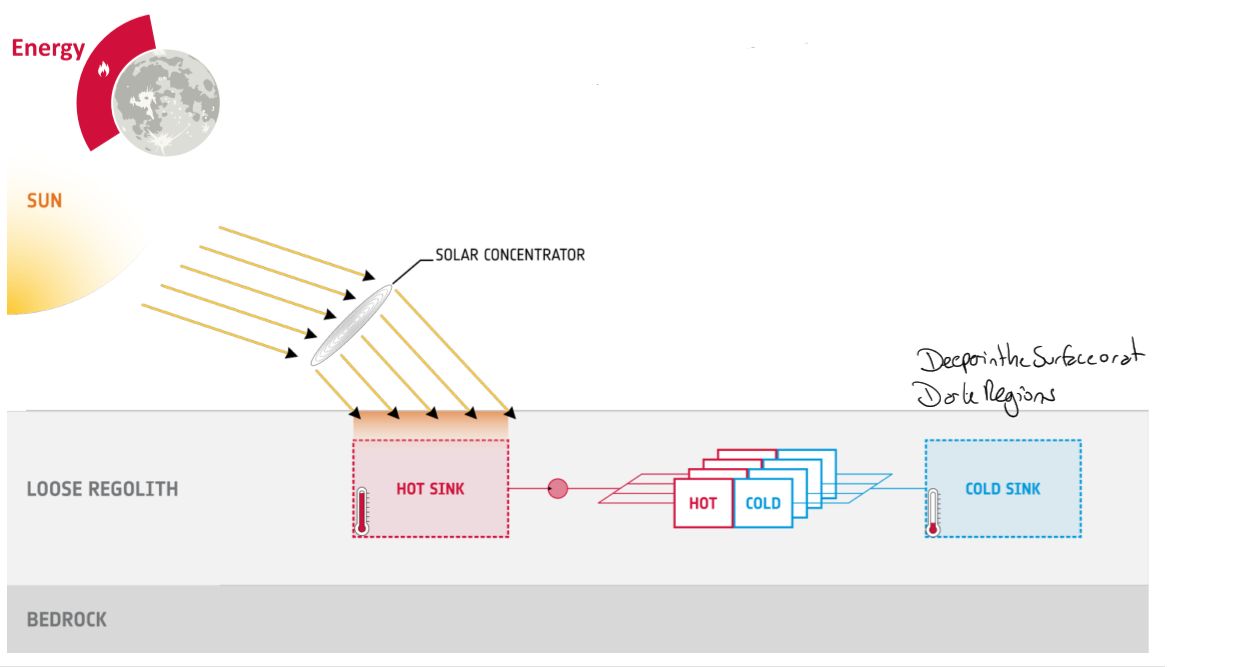 Energy
SUN
SOLAR CONCENTRATOR
Deeper in the Surface or at
Dark Regions
LOOSE REGOLITH
HOT SINK
HOT
COLD
COLD SINK
BEDROCK